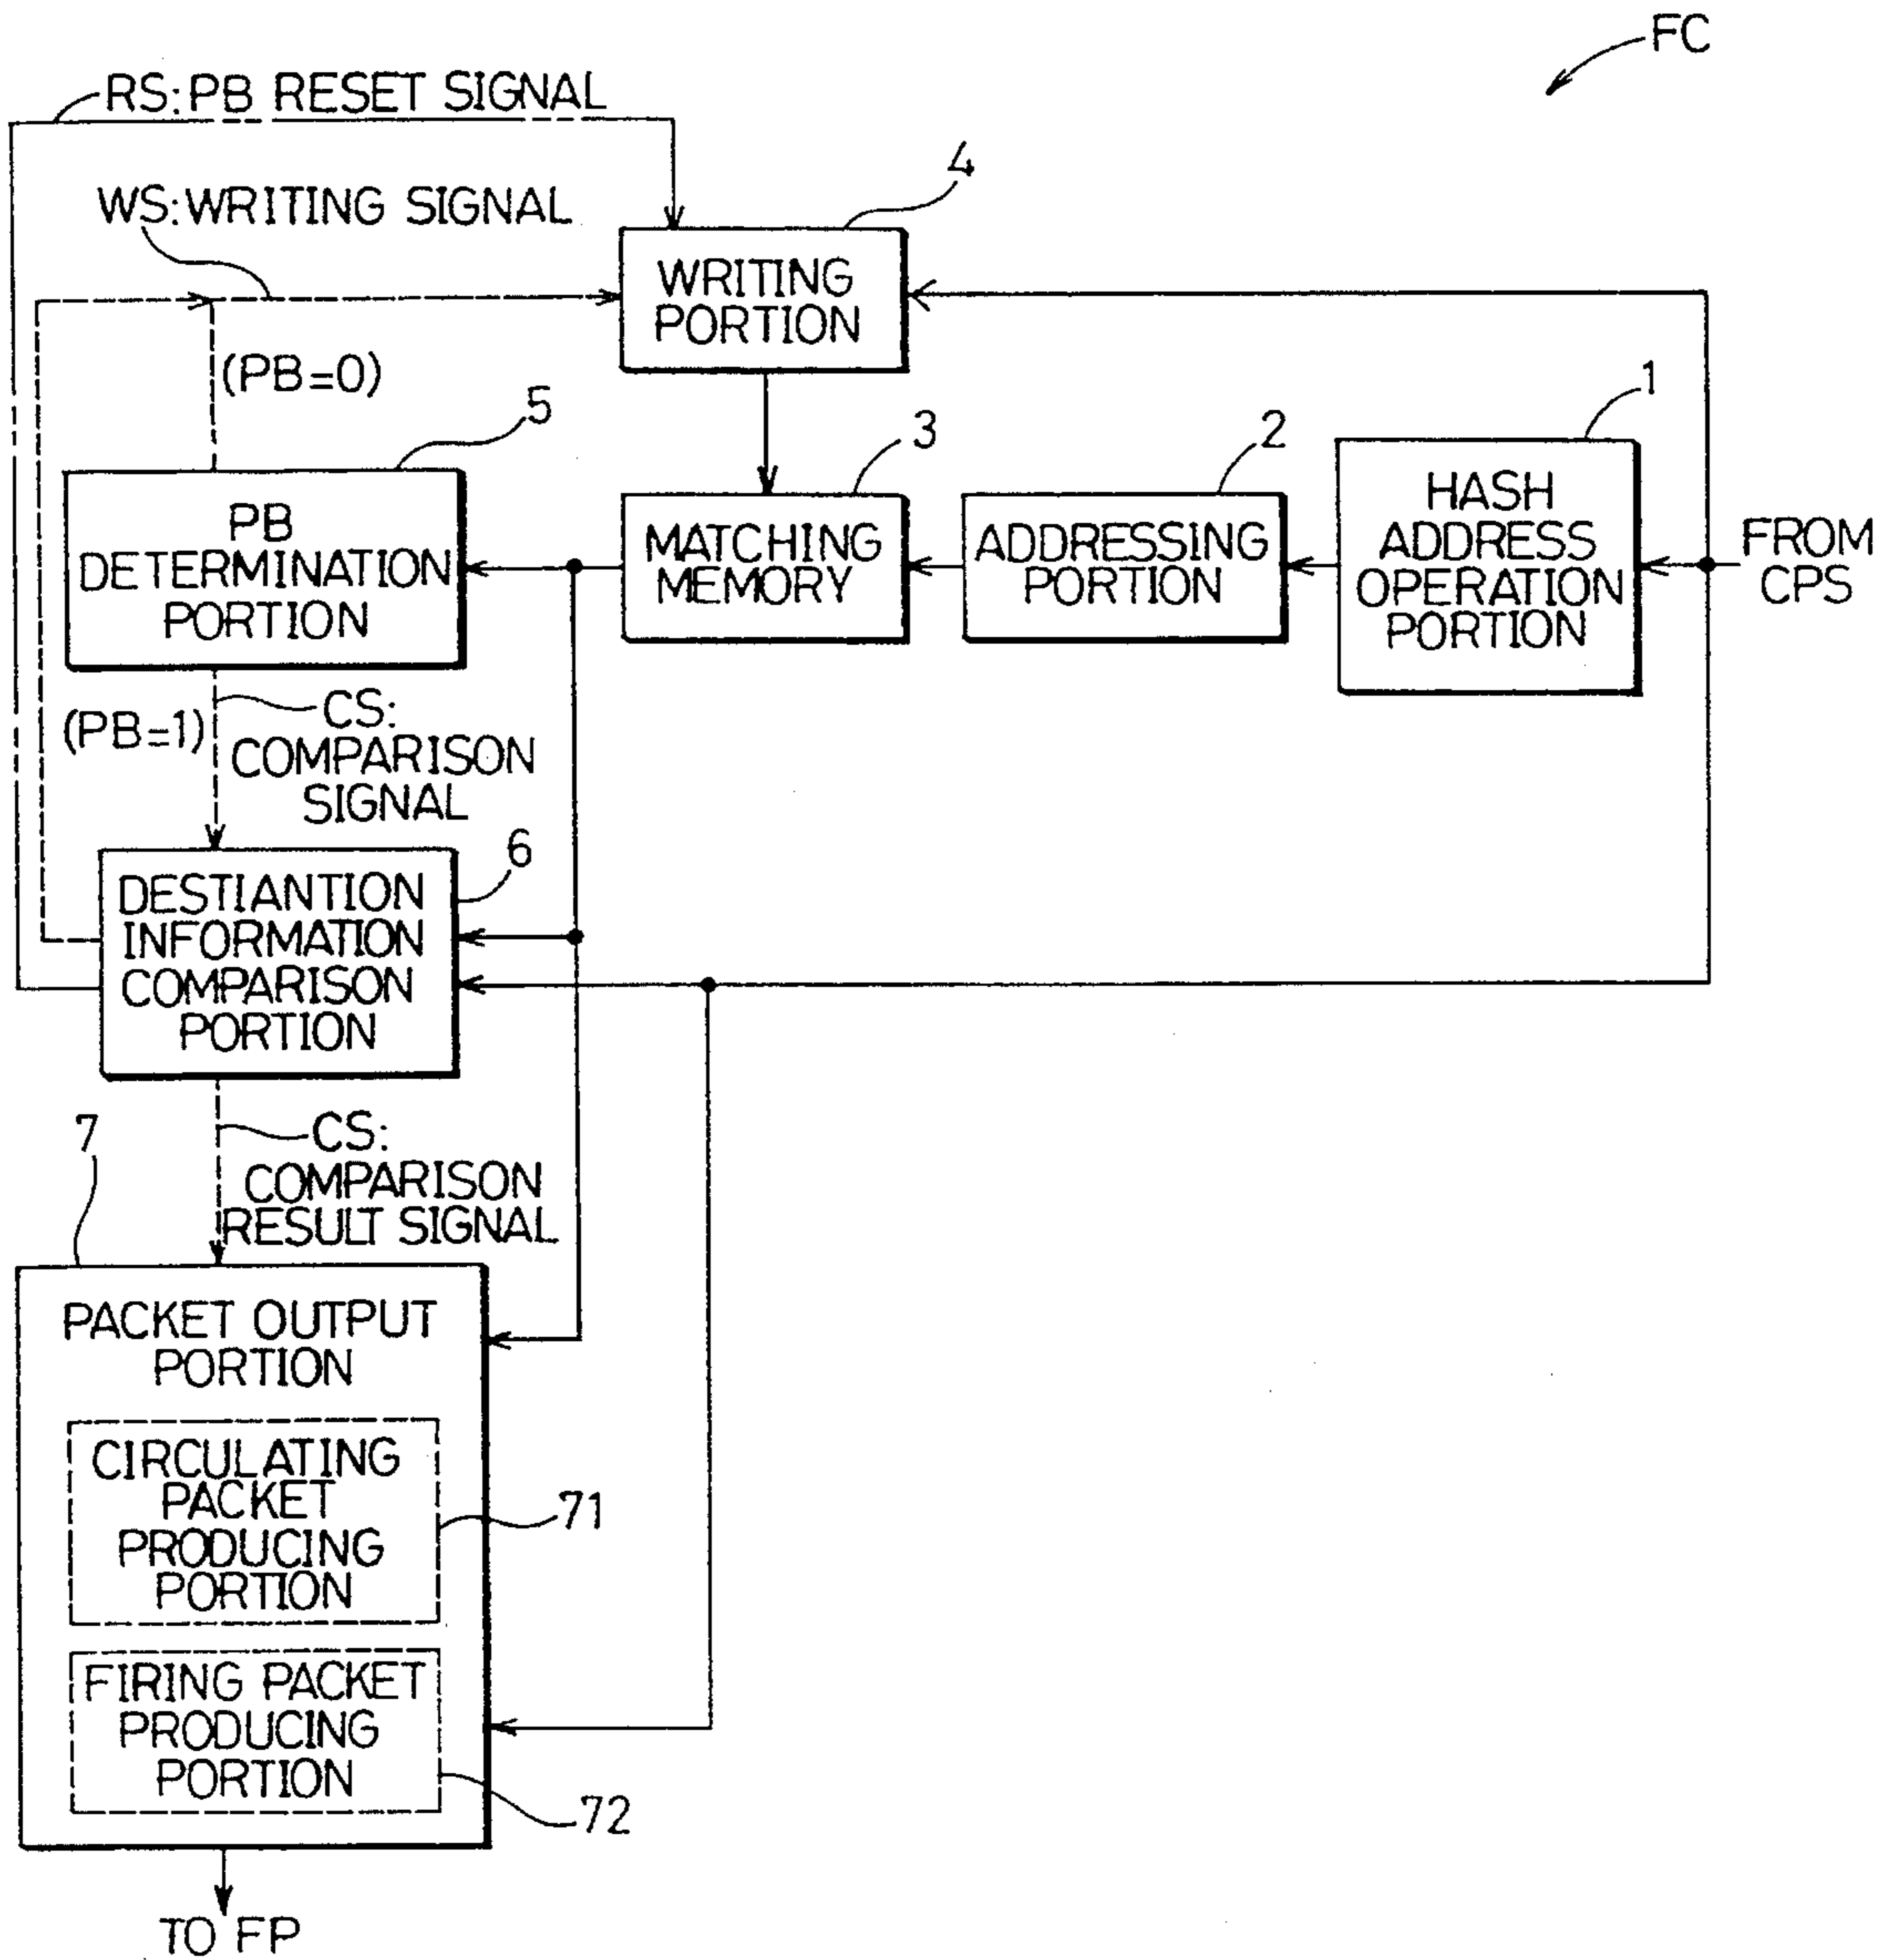 FC
RS:PB RESET SIGNAL
4
WS:WRITING SIGNAL
WRITING
PORTION
(PB=0)
5
3
2
1
PB
DETERMINATION
PORTION
MATCHING
MEMORY
ADDRESSING
PORTION
HASH
ADDRESS
OPERATION
PORTION
FROM
CPS
(PB=1)
CS:
COMPARISON
SIGNAL
6
DESTIANTION
INFORMATION
COMPARISON
PORTION
7
CS:
COMPARISON
RESULT SIGNAL
PACKET OUTPUT
PORTION
CIRCULATING
PACKET
PRODUCING
PORTION
71
FIRING PACKET
PRODUCING
PORTION
72
TO FP